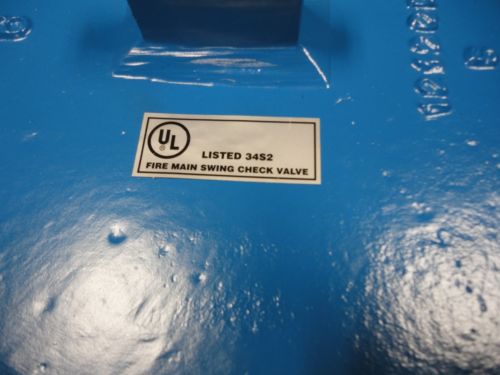 UL
LISTED 34S2
FIRE MAIN SWING CHECK VALVE